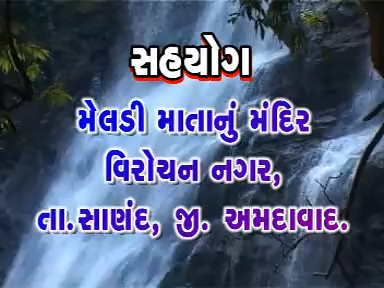 સહયોગ
મેલડી માતાનું મંદિર
વિરોચન નગર,
તા.સાણંદ, જી. અમદાવાદ.